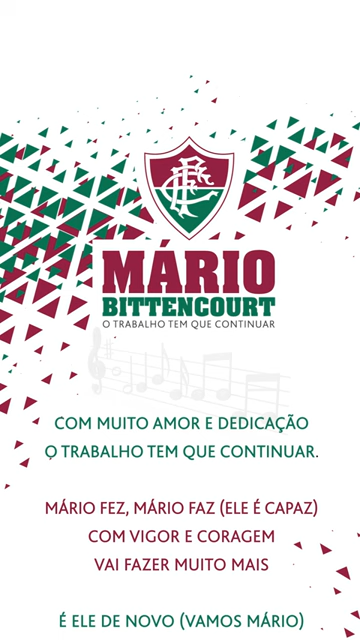 MÁRIO
BITTENCOURT
O TRABALHO TEM QUE CONTINUAR
COM MUITO AMOR E DEDICAÇÃO
O TRABALHO TEM QUE CONTINUAR.
MÁRIO FEZ, MÁRIO FAZ (ELE É CAPAZ)
COM VIGOR E CORAGEM
VAI FAZER MUITO MAIS
É ELE DE NOVO (VAMOS MÁRIO)